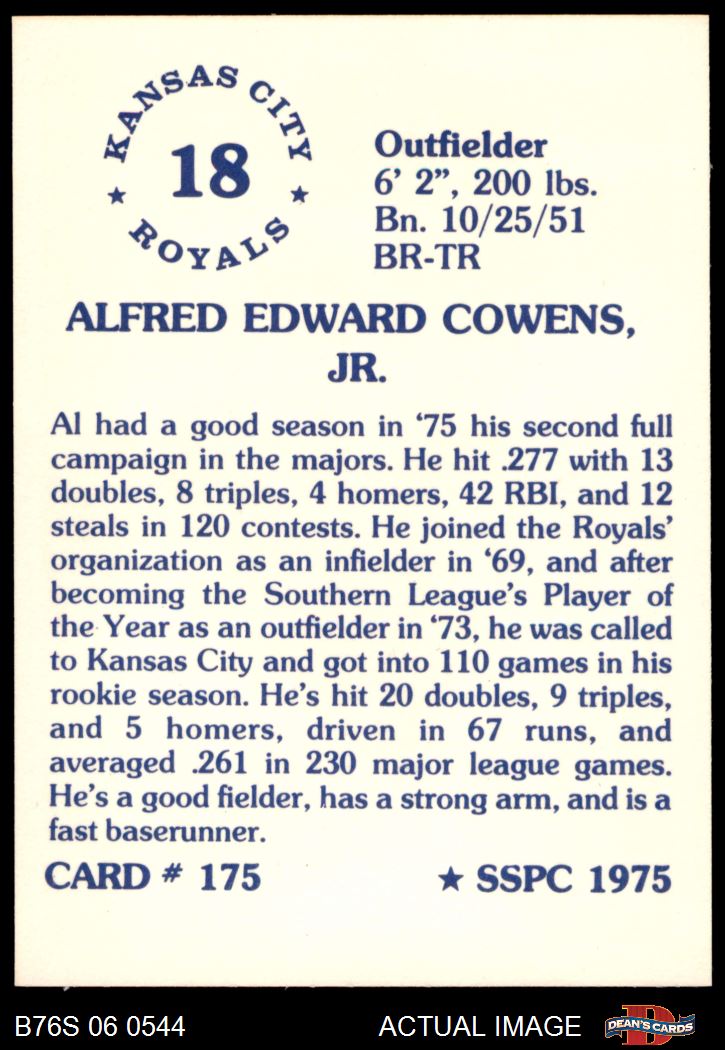 KANSAS CITY
18
ROYALS
Outfielder
6’ 2”, 200 lbs.
Bn. 10/25/51
BR-TR
ALFRED EDWARD COWENS,
JR.
Al had a good season in ‘75 his second full
campaign in the majors. He hit .277 with 13
doubles, 8 triples, 4 homers, 42 RBI, and 12
steals in 120 contests. He joined the Royals’
organization as an infielder in ‘69, and after
becoming the Southern League’s Player of
the Year as an outfielder in ‘73, he was called
to Kansas City and got into 110 games in his
rookie season. He’s hit 20 doubles, 9 triples,
and 5 homers, driven in 67 runs, and
averaged .261 in 230 major league games.
He’s a good fielder, has a strong arm, and is a
fast baserunner.
CARD # 175 ★ SSPC 1975
B76S 06 0544 ACTUAL IMAGE D DEAN'S CARDS